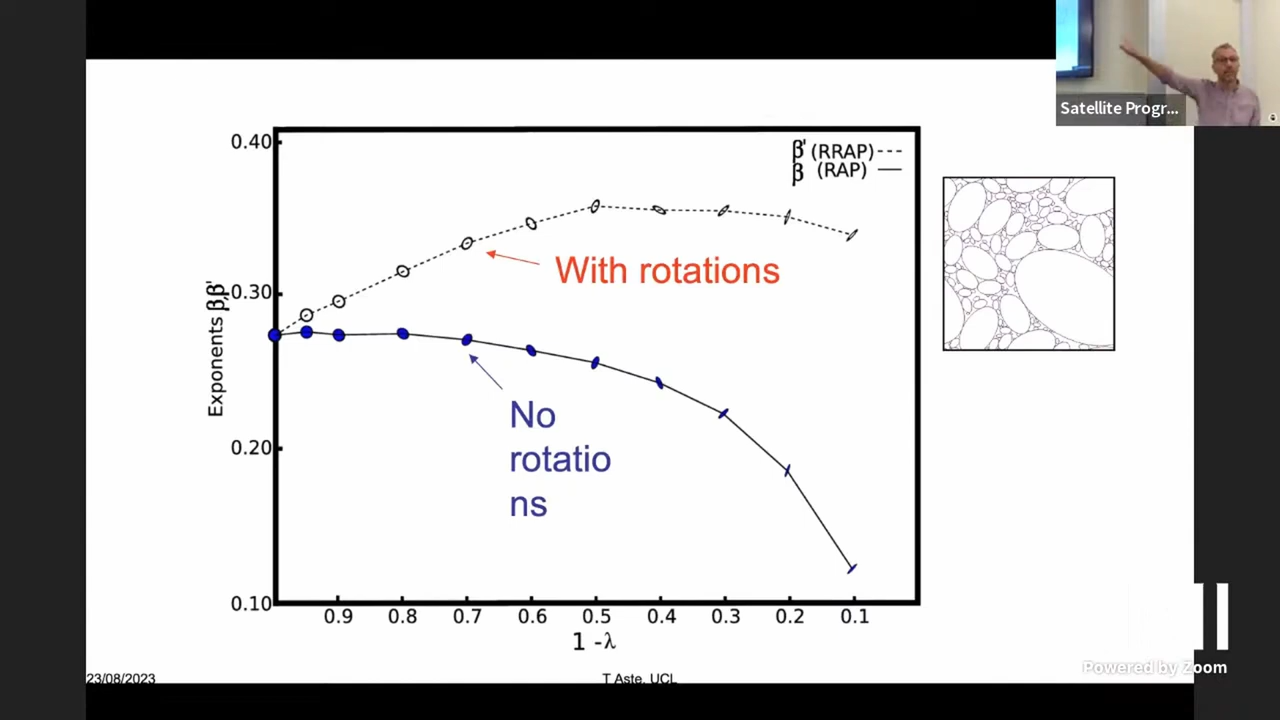 Satellite Progr...
0.40
β' (RRAP)
β (RAP)
With rotations
0.30
Exponents β,β'
No
rotatio
ns
0.20
0.10
0.9 0.8 0.7 0.6 0.5 0.4 0.3 0.2 0.1
1 -λ
Powered by Zoom
23/08/2023
T Aste, UCL